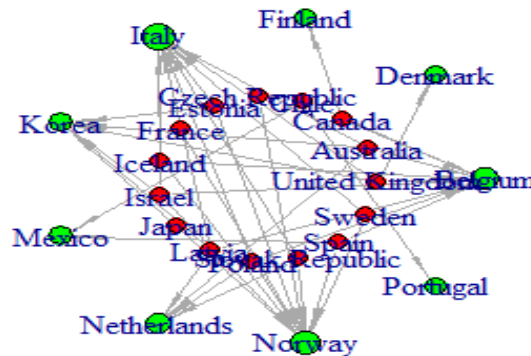 Finland
Italy
Denmark
Czech Republic
Chile
Estonia
Canada
Korea
France
Australia
Iceland
United Kingdom
Belgium
Israel
Sweden
Japan
Mexico
Spain
Latvia
Slovak Republic
Poland
Portugal
Netherlands
Norway